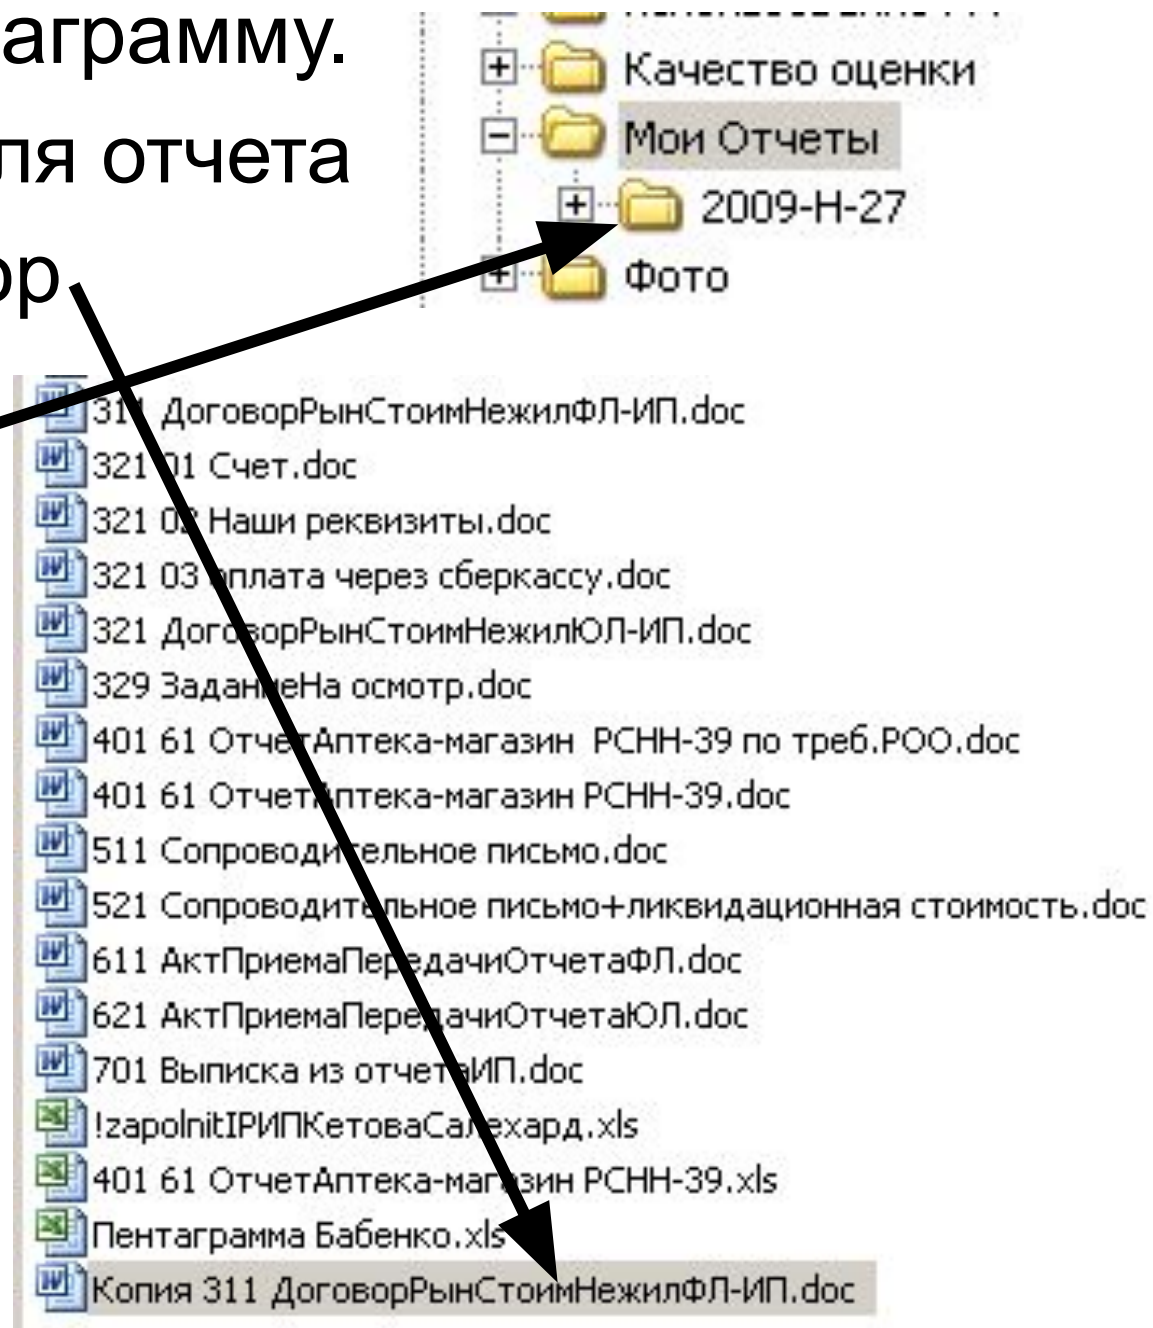 аграмму.
ля отчета
ор
Качество оценки
Мои Отчеты
2009-Н-27
Фото
311 ДоговорРынСтоимНежилФЛ-ИП.doc
321 01 Счет.doc
321 02 Наши реквизиты.doc
321 03 оплата через сберкассу.doc
321 ДоговорРынСтоимНежилЮЛ-ИП.doc
329 ЗаданиеНа осмотр.doc
401 61 ОтчетАптека-магазин  РСНН-39 по треб.РОО.doc
401 61 ОтчетАптека-магазин РСНН-39.doc
511 Сопроводительное письмо.doc
521 Сопроводительное письмо+ликвидационная стоимость.doc
611 АктПриемаПередачиОтчетаФЛ.doc
621 АктПриемаПередачиОтчетаЮЛ.doc
701 Выписка из отчетаИП.doc
!zapolnitIPИПКетоваСалехард.xls
401 61 ОтчетАптека-магазин РСНН-39.xls
Пентаграмма Бабенко.xls
Копия 311 ДоговорРынСтоимНежилФЛ-ИП.doc